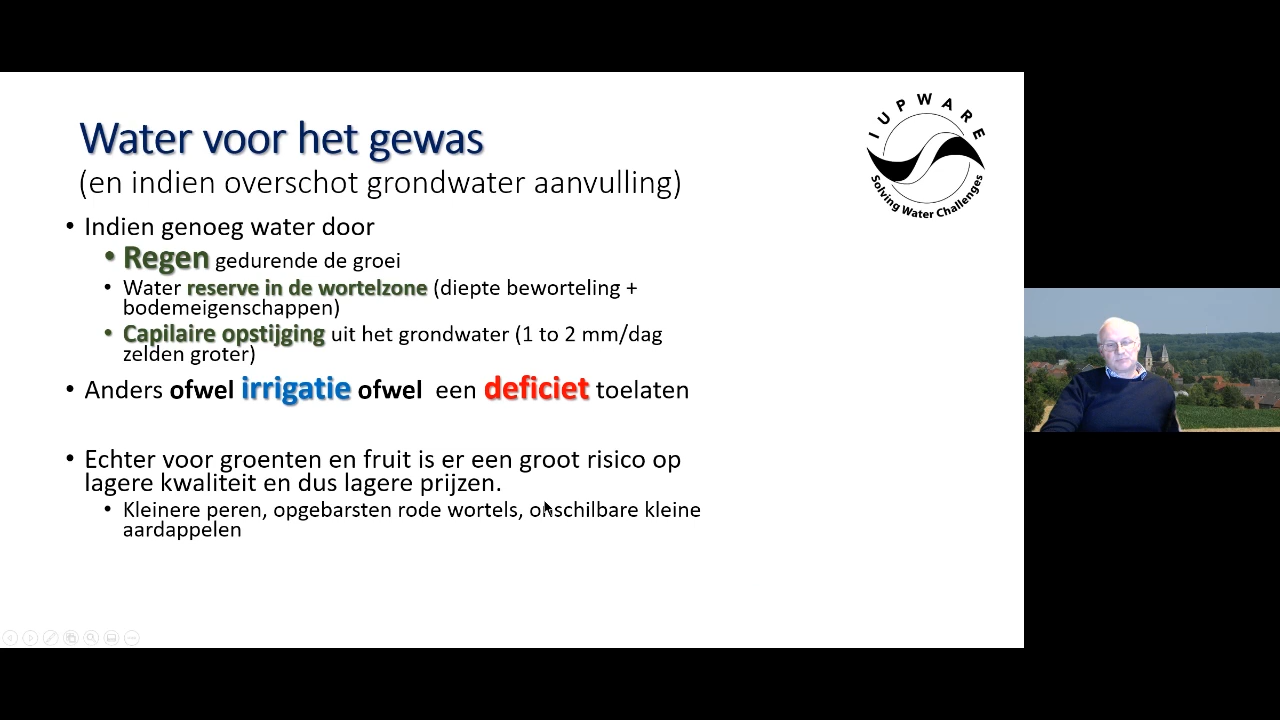 Water voor het gewas
(en indien overschot grondwater aanvulling)
• Indien genoeg water door
• Regen gedurende de groei
• Water reserve in de wortelzone (diepte beworteling +
bodemeigenschappen)
• Capilaire opstijging uit het grondwater (1 to 2 mm/dag
zelden groter)
• Anders ofwel irrigatie ofwel een deficiet toelaten
• Echter voor groenten en fruit is er een groot risico op
lagere kwaliteit en dus lagere prijzen.
• Kleinere peren, opgebarsten rode wortels, onschilbare kleine
aardappelen
IUPWARE
Solving Water Challenges